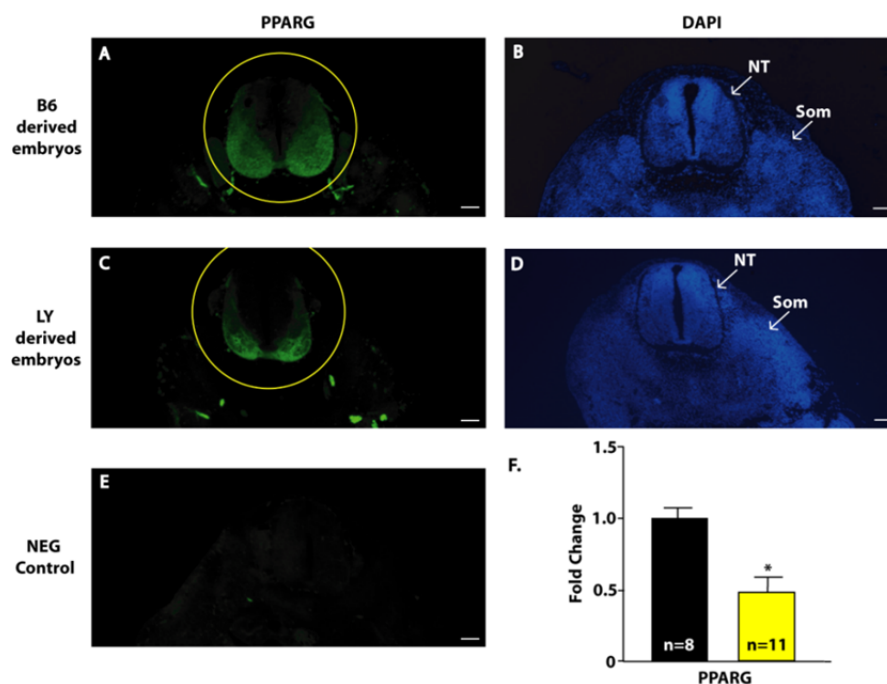 PPARG
DAPI
A
B
NT
Som
B6
derived
embryos
C
D
NT
Som
LY
derived
embryos
E
NEG
Control
F.
Fold Change
1.5
1.0
0.5
0
*
n=8
n=11
PPARG